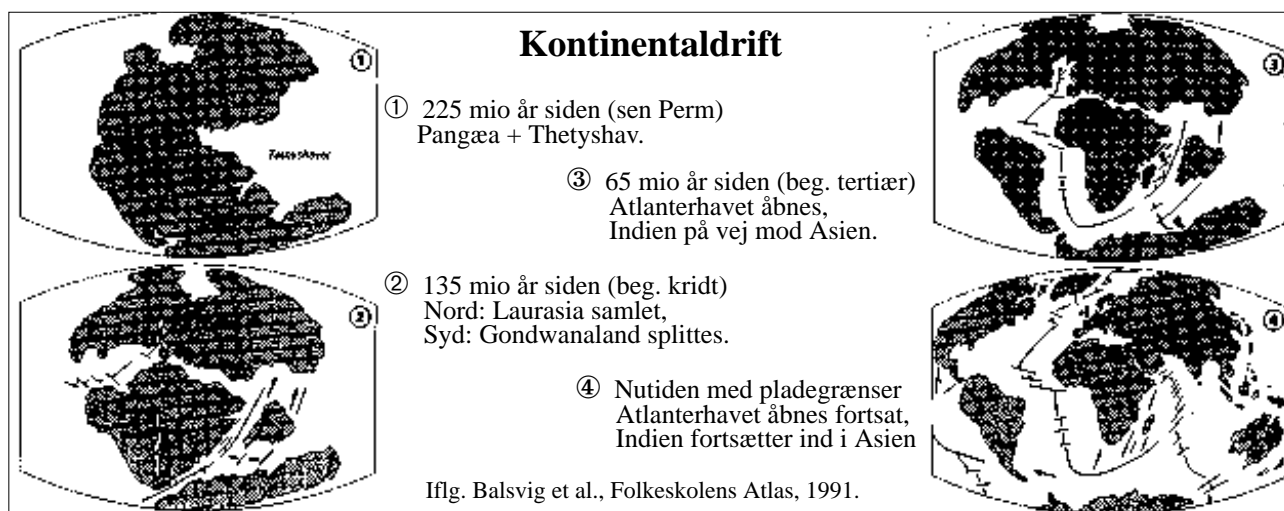 Kontinentaldrift
① 225 mio år siden (sen Perm)
Pangæa + Thetyshav.
③ 65 mio år siden (beg. tertiær)
Atlanterhavet åbnes,
Indien på vej mod Asien.
② 135 mio år siden (beg. kridt)
Nord: Laurasia samlet,
Syd: Gondwanaland splittes.
④ Nutiden med pladegrænser
Atlanterhavet åbnes fortsat,
Indien fortsætter ind i Asien
Iflg. Balsvig et al., Folkeskolens Atlas, 1991.
①
③
②
④